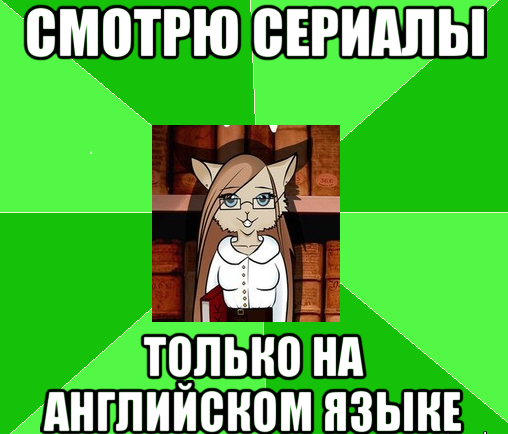 СМОТРЮ СЕРИАЛЫ
ТОЛЬКО НА
АНГЛИЙСКОМ ЯЗЫКЕ